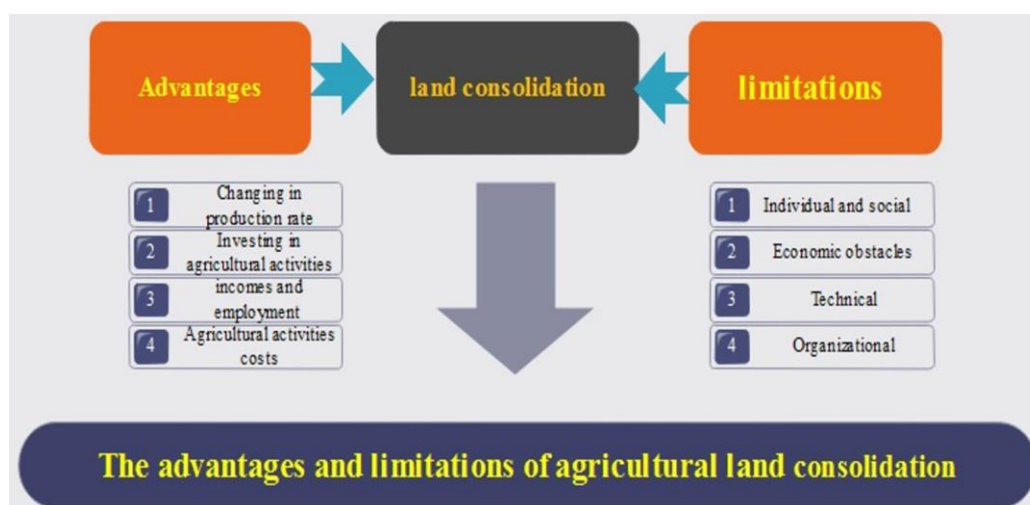 Advantages
land consolidation
limitations
1
Changing in
production rate
2
Investing in
agricultural activities
3
incomes and
employment
4
Agricultural activities
costs
1
Individual and social
2
Economic obstacles
3
Technical
4
Organizational
The advantages and limitations of agricultural land consolidation